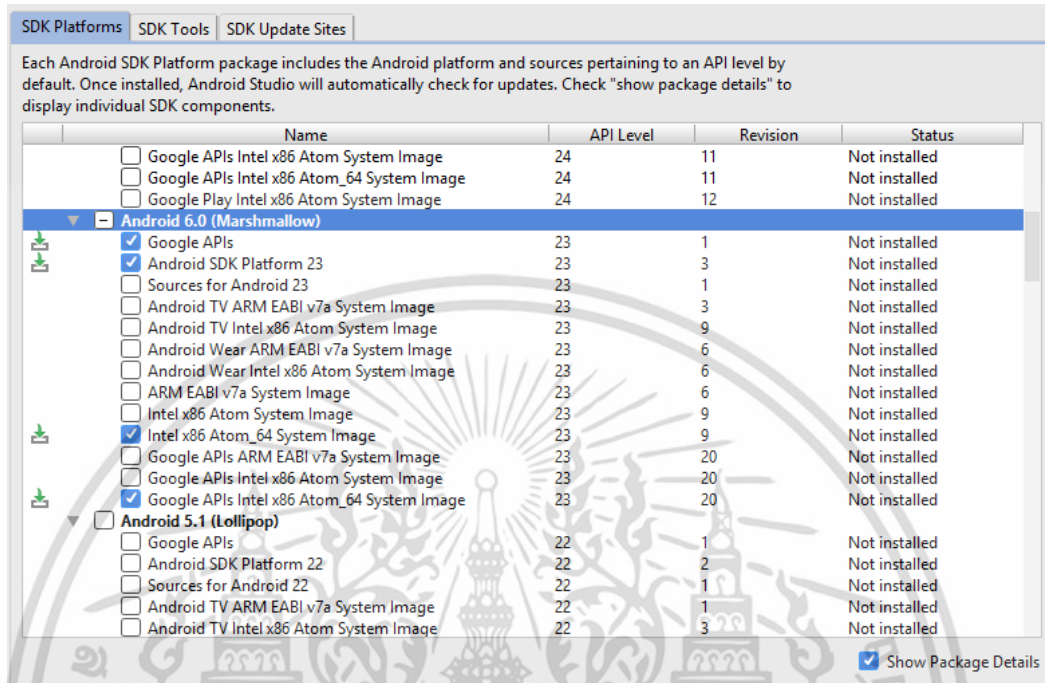 SDK Platforms SDK Tools SDK Update Sites
Each Android SDK Platform package includes the Android platform and sources pertaining to an API level by
default. Once installed, Android Studio will automatically check for updates. Check "show package details" to
display individual SDK components.
Name API Level Revision Status
Google APIs Intel x86 Atom System Image 24 11 Not installed
Google APIs Intel x86 Atom_64 System Image 24 11 Not installed
Google Play Intel x86 Atom System Image 24 12 Not installed
Android 6.0 (Marshmallow)
Google APIs 23 1 Not installed
Android SDK Platform 23 23 3 Not installed
Sources for Android 23 23 1 Not installed
Android TV ARM EABI v7a System Image 23 3 Not installed
Android TV Intel x86 Atom System Image 23 9 Not installed
Android Wear ARM EABI v7a System Image 23 6 Not installed
Android Wear Intel x86 Atom System Image 23 6 Not installed
ARM EABI v7a System Image 23 6 Not installed
Intel x86 Atom System Image 23 9 Not installed
Intel x86 Atom_64 System Image 23 9 Not installed
Google APIs ARM EABI v7a System Image 23 20 Not installed
Google APIs Intel x86 Atom System Image 23 20 Not installed
Google APIs Intel x86 Atom_64 System Image 23 20 Not installed
Android 5.1 (Lollipop)
Google APIs 22 1 Not installed
Android SDK Platform 22 22 2 Not installed
Sources for Android 22 22 1 Not installed
Android TV ARM EABI v7a System Image 22 1 Not installed
Android TV Intel x86 Atom System Image 22 3 Not installed
Show Package Details